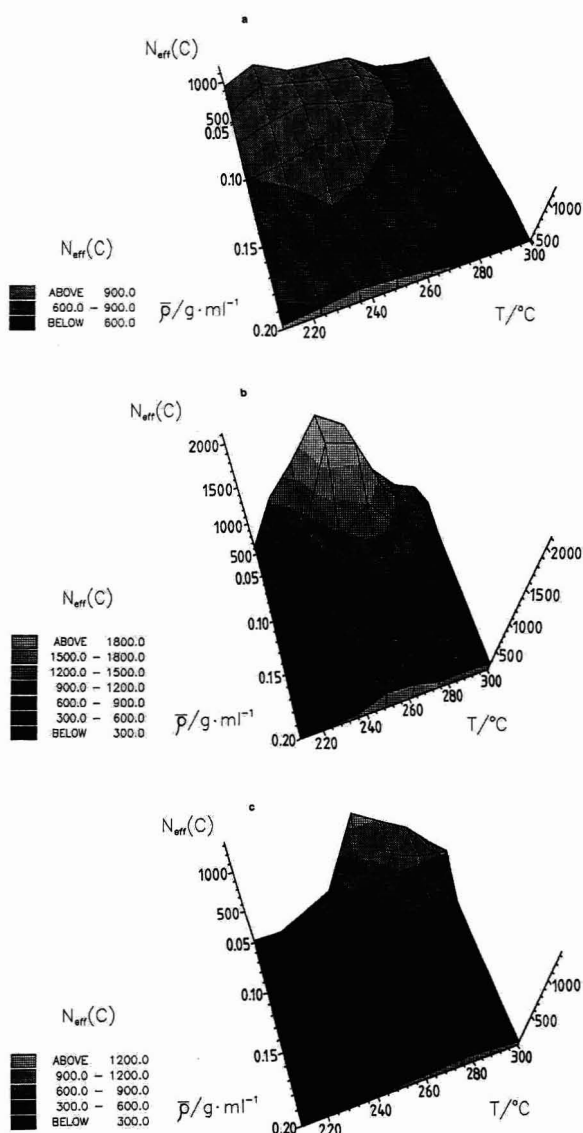 a
N_eff(C)
1000
500
0.05
0.10
0.15
0.20
220
240
260
280
300
500
1000
ρ̅/g·ml⁻¹
T/°C
N_eff(C)
ABOVE 900.0
600.0 – 900.0
BELOW 600.0
b
N_eff(C)
2000
1500
1000
500
0.05
0.10
0.15
0.20
220
240
260
280
300
500
1000
1500
2000
ρ̅/g·ml⁻¹
T/°C
N_eff(C)
ABOVE 1800.0
1500.0 – 1800.0
1200.0 – 1500.0
900.0 – 1200.0
600.0 – 900.0
300.0 – 600.0
BELOW 300.0
c
N_eff(C)
1000
500
0.05
0.10
0.15
0.20
220
240
260
280
300
500
1000
ρ̅/g·ml⁻¹
T/°C
N_eff(C)
ABOVE 1200.0
900.0 – 1200.0
600.0 – 900.0
300.0 – 600.0
BELOW 300.0